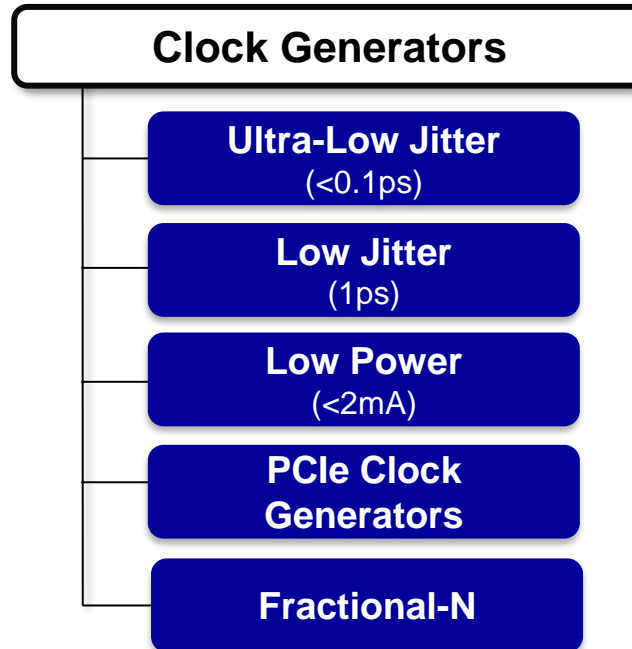 Clock Generators
Ultra-Low Jitter
(<0.1ps)
Low Jitter
(1ps)
Low Power
(<2mA)
PCIe Clock
Generators
Fractional-N